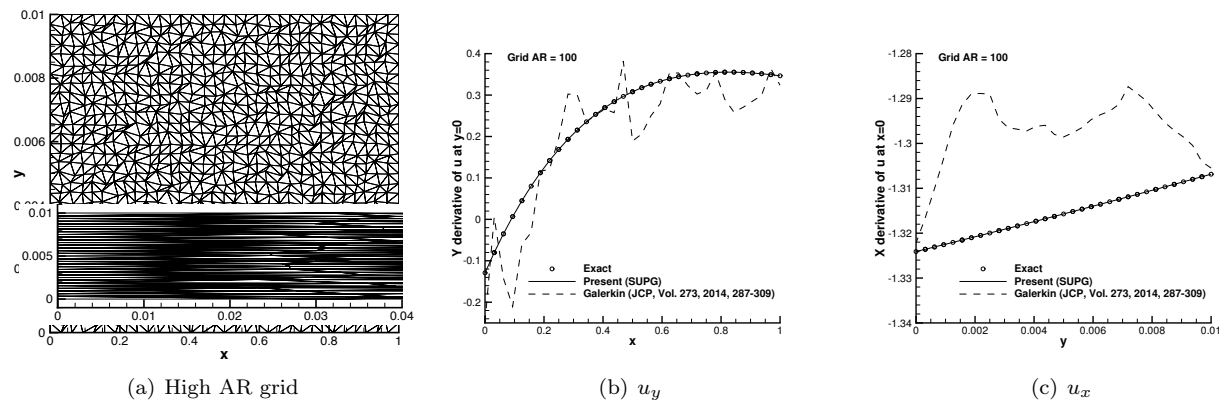 0.01
0.008
0.006
y
0.01
0.005
0
0 0.01 0.02 0.03 0.04
0
0 0.2 0.4 0.6 0.8 1
x
(a) High AR grid
Grid AR = 100
0.4
0.3
0.2
0.1
0
-0.1
-0.2
Y derivative of u at y=0
Exact
Present (SUPG)
Galerkin (JCP, Vol. 273, 2014, 287-309)
0 0.2 0.4 0.6 0.8 1
x
(b) u_y
Grid AR = 100
-1.28
-1.29
-1.3
-1.31
-1.32
-1.33
-1.34
X derivative of u at x=0
Exact
Present (SUPG)
Galerkin (JCP, Vol. 273, 2014, 287-309)
0 0.002 0.004 0.006 0.008 0.01
y
(c) u_x